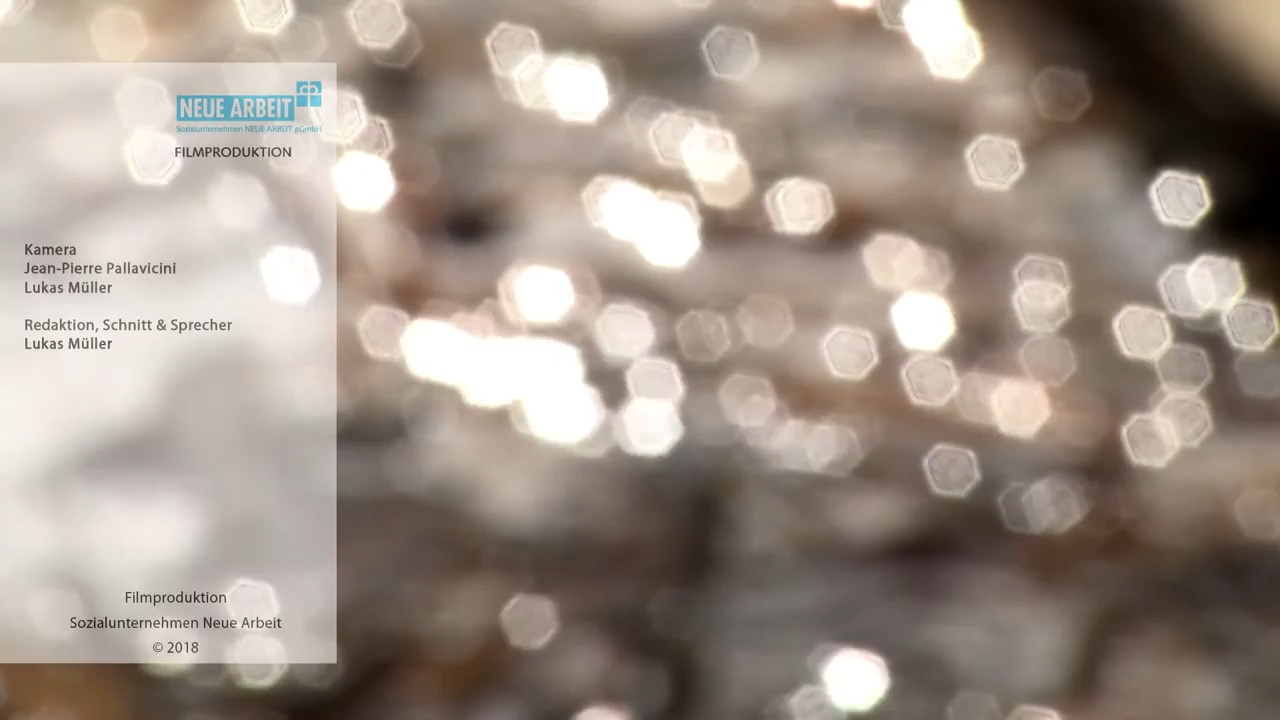 NEUE ARBEIT
Sozialunternehmen NEUE ARBEIT gGmbH
FILMPRODUKTION
Kamera
Jean-Pierre Pallavicini
Lukas Müller
Redaktion, Schnitt & Sprecher
Lukas Müller
Filmproduktion
Sozialunternehmen Neue Arbeit
© 2018